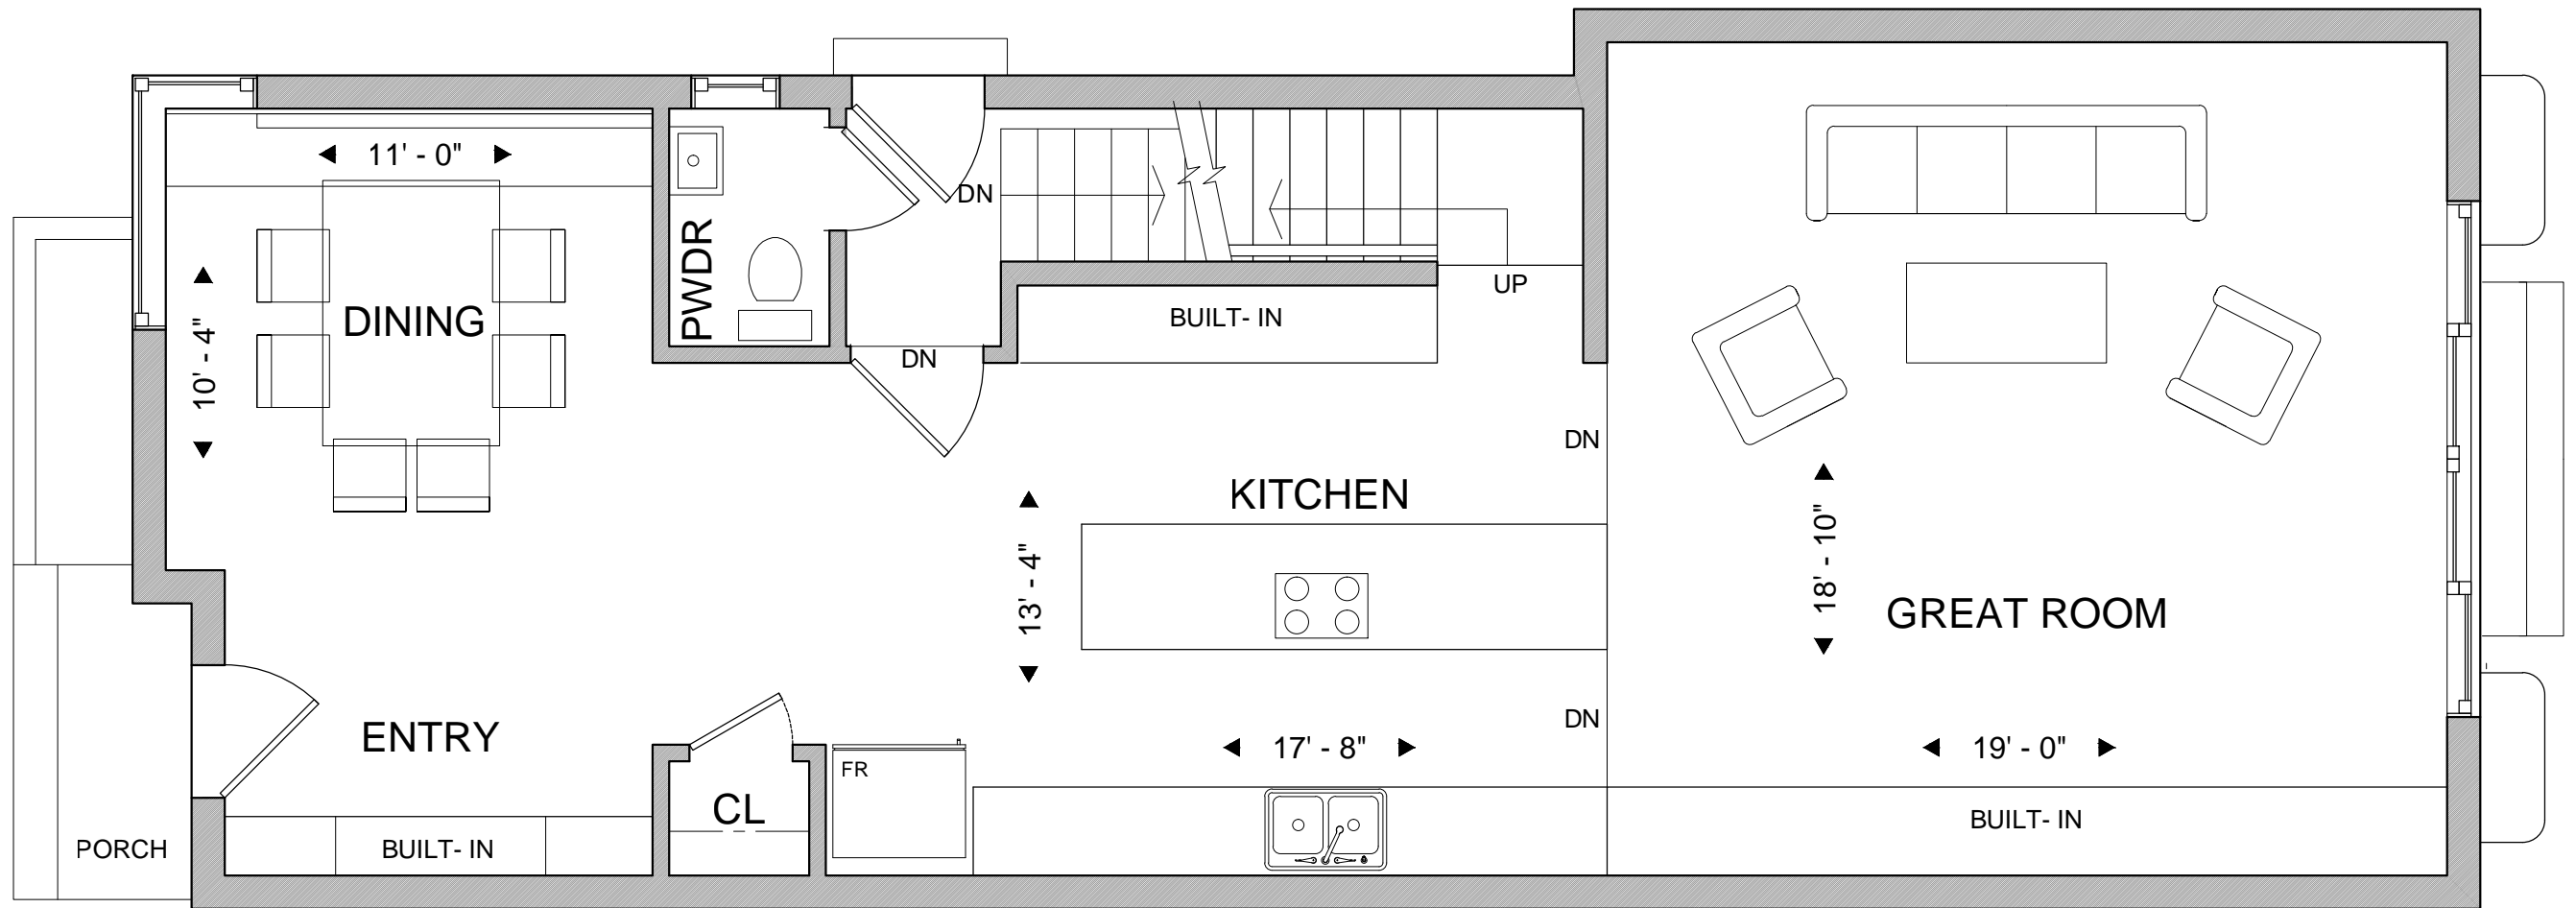 11' - 0"
DN
PWDR
10' - 4"
DINING
UP
BUILT- IN
DN
DN
KITCHEN
13' - 4"
18' - 10"
GREAT ROOM
DN
ENTRY
17' - 8"
19' - 0"
FR
CL
BUILT- IN
PORCH
BUILT- IN